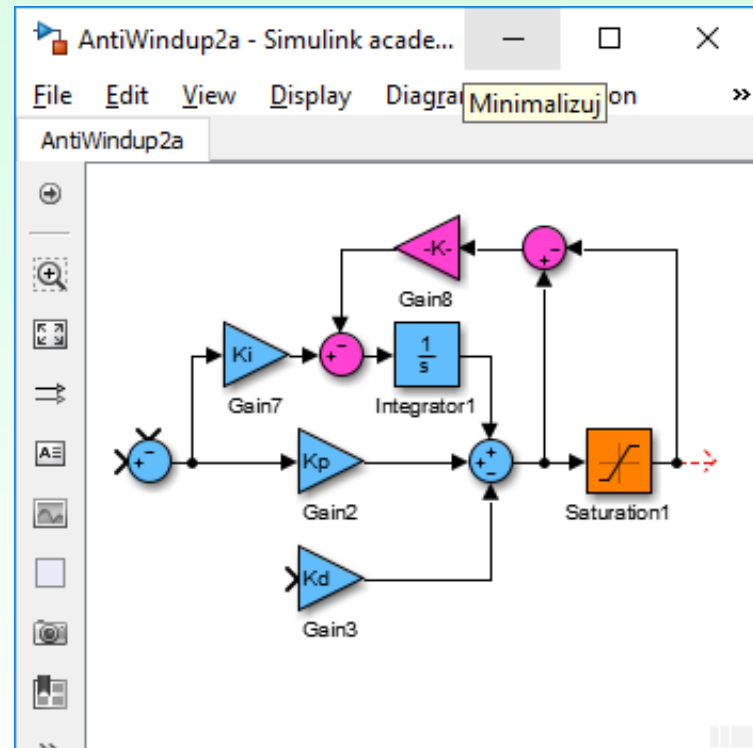 AntiWindup2a - Simulink acade...
File Edit View Display Diagram
Minimalizuj
on
»
AntiWindup2a
A
-K-
Gain8
Ki
Gain7
1
s
Integrator1
Kp
Gain2
Saturation1
Kd
Gain3